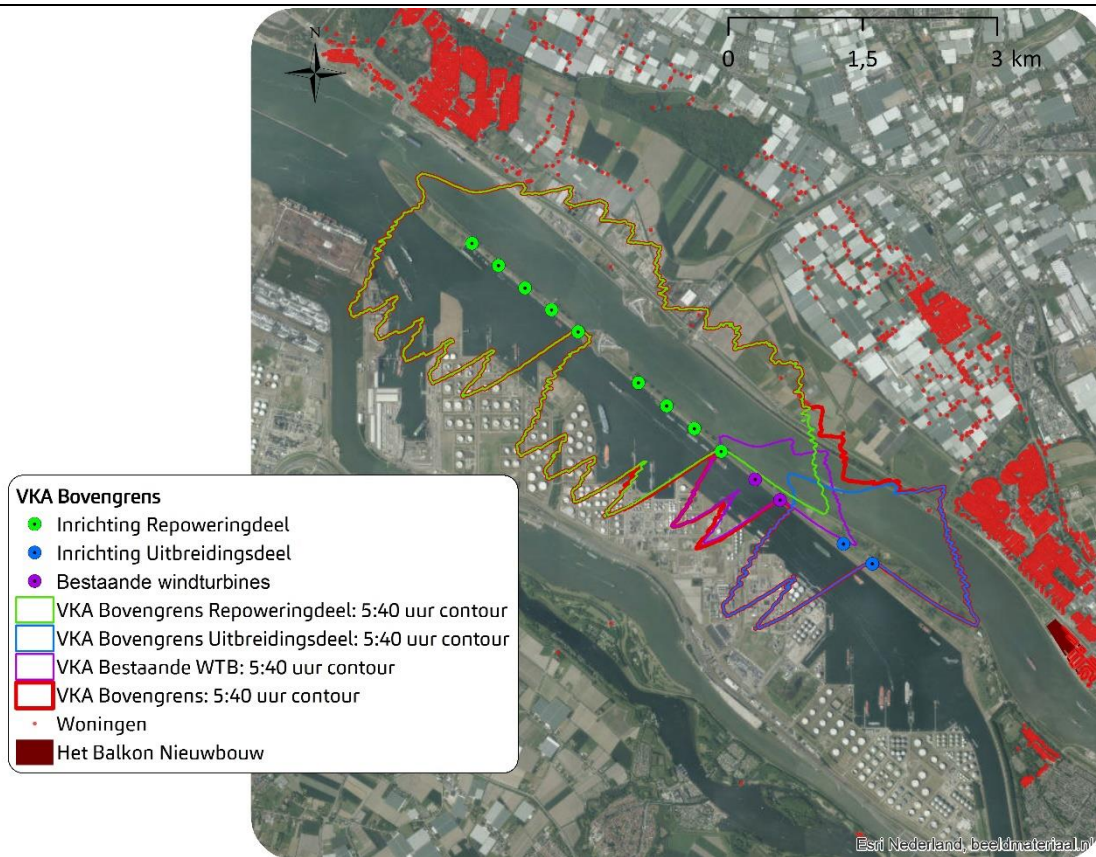 N
0 1,5 3 km
VKA Bovengrens
Inrichting Repoweringdeel
Inrichting Uitbreidingsdeel
Bestaande windturbines
VKA Bovengrens Repoweringdeel: 5:40 uur contour
VKA Bovengrens Uitbreidingsdeel: 5:40 uur contour
VKA Bestaande WTB: 5:40 uur contour
VKA Bovengrens: 5:40 uur contour
Woningen
Het Balkon Nieuwbouw
Esri Nederland, beeldmateriaal.nl